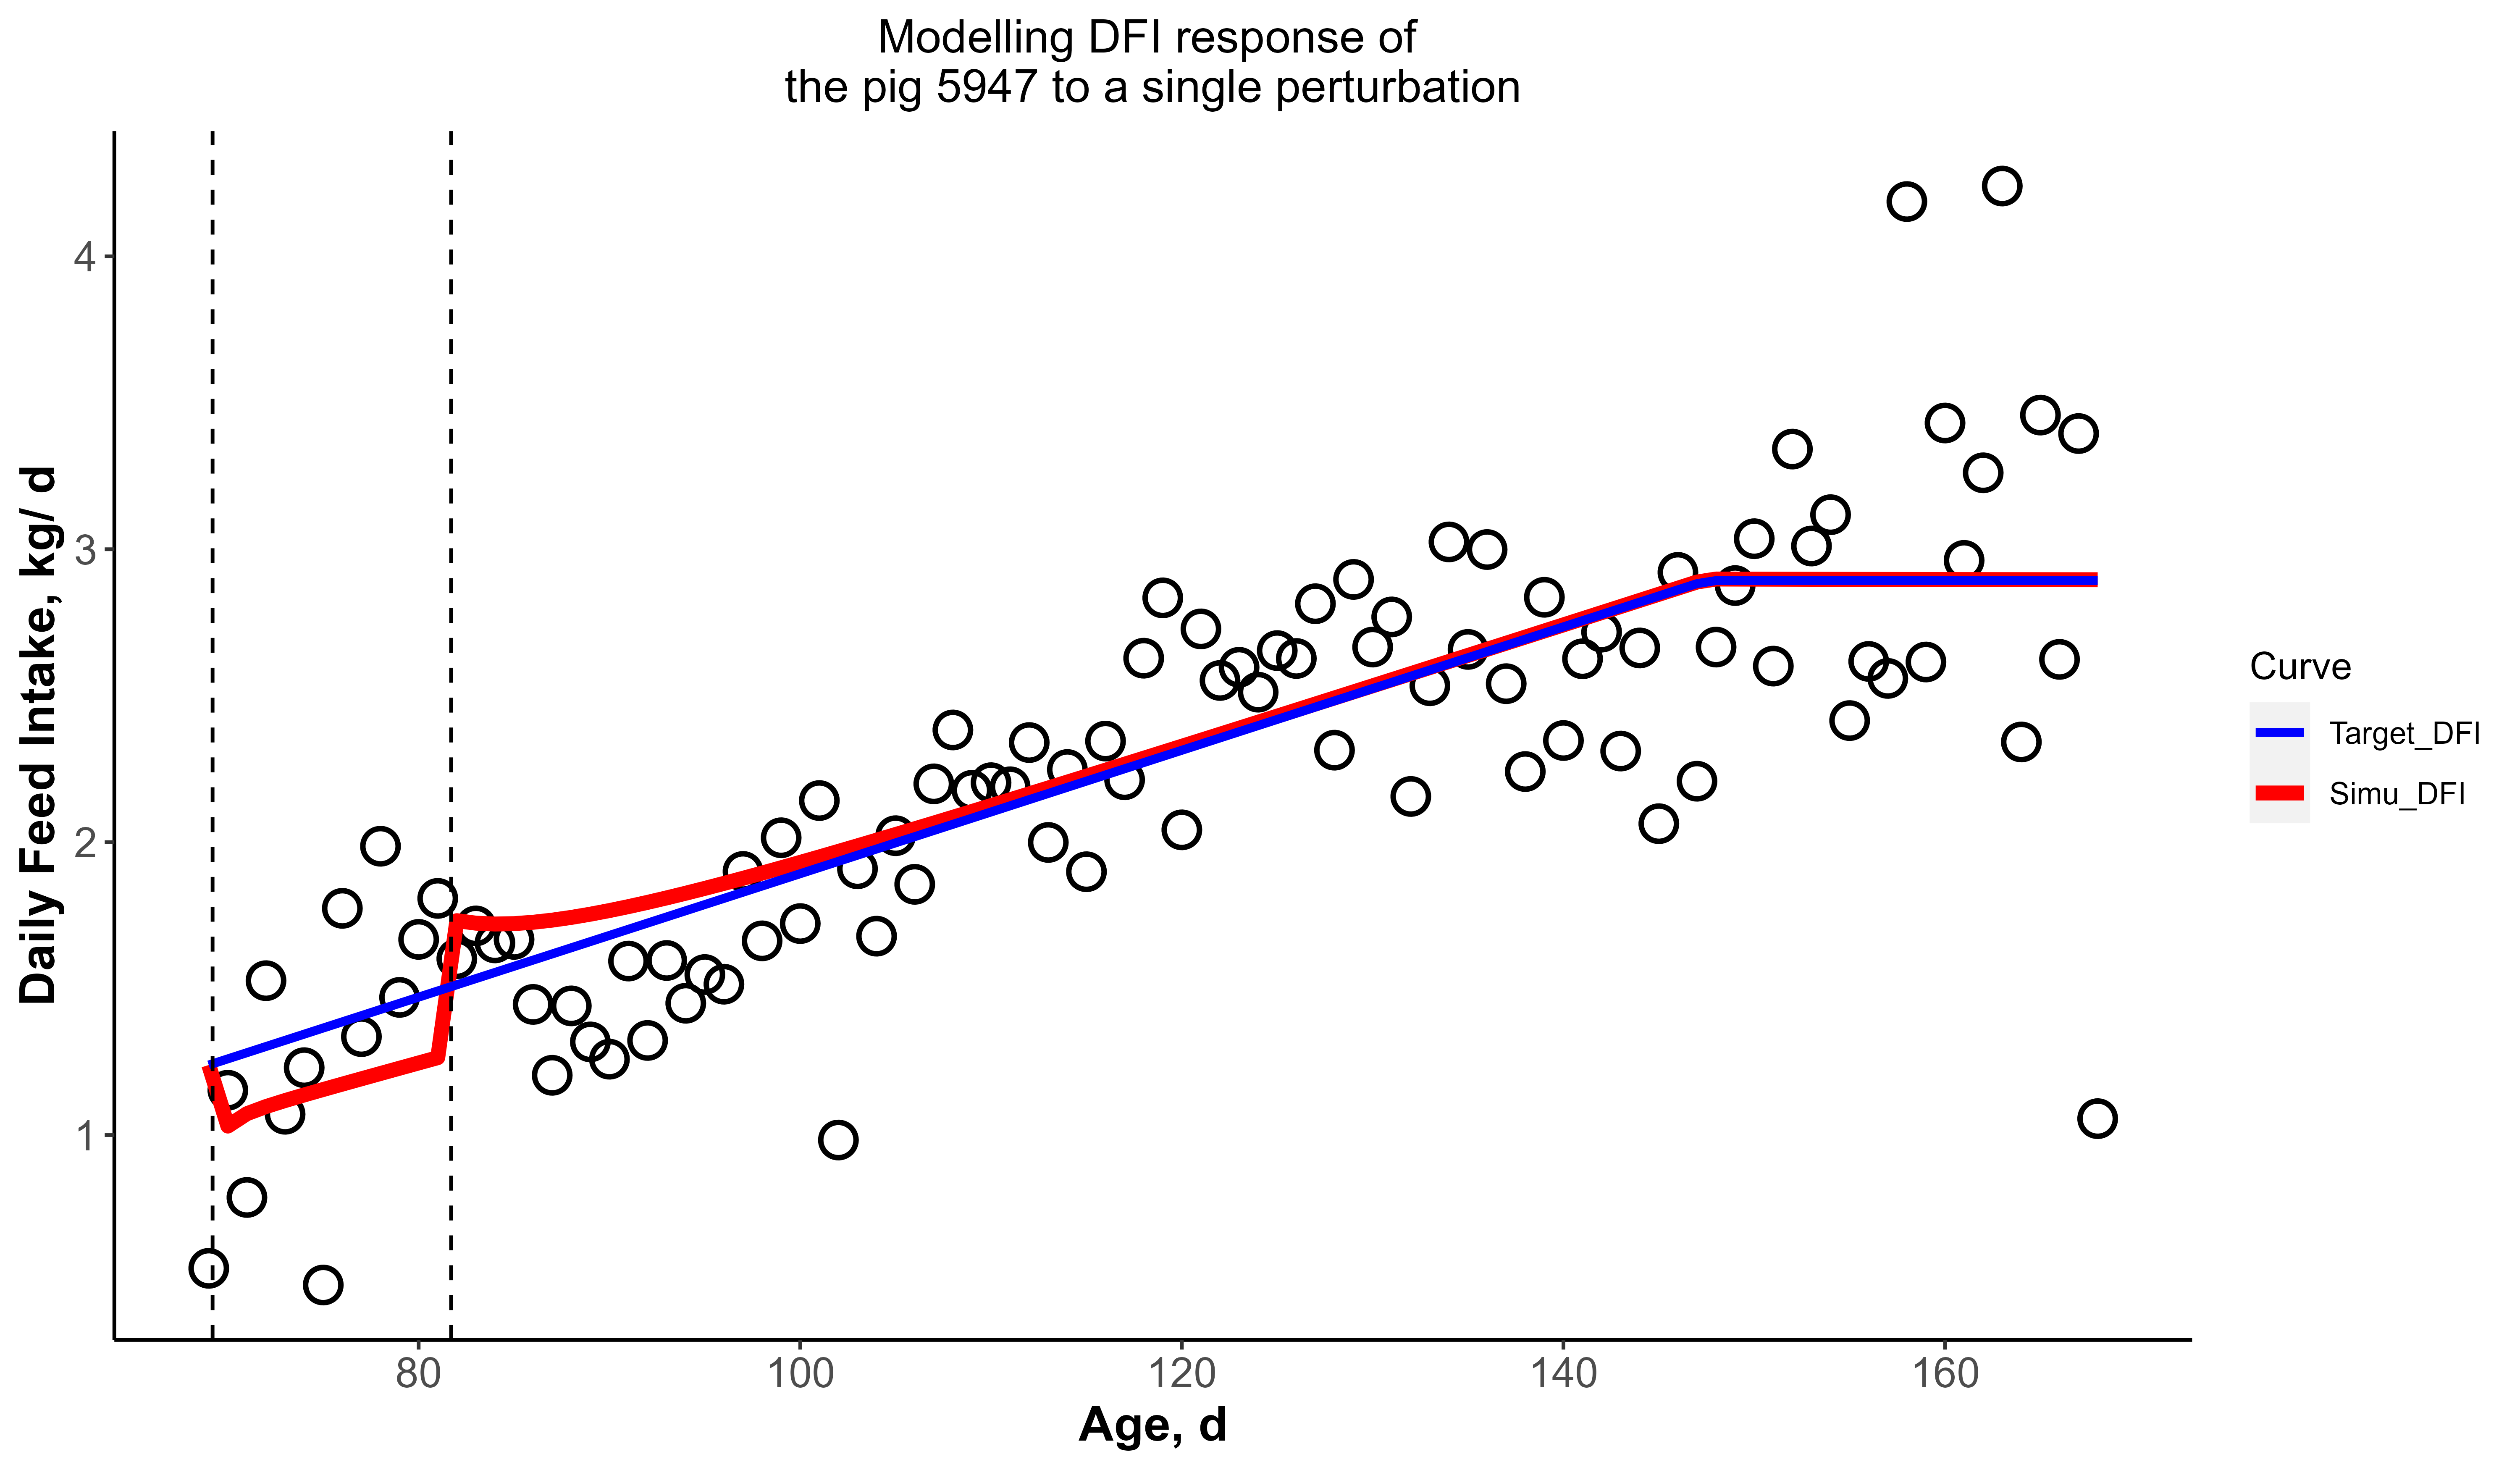 Modelling DFI response of
the pig 5947 to a single perturbation
Daily Feed Intake, kg/ d
4
3
2
1
80
100
120
140
160
Age, d
Curve
Target_DFI
Simu_DFI